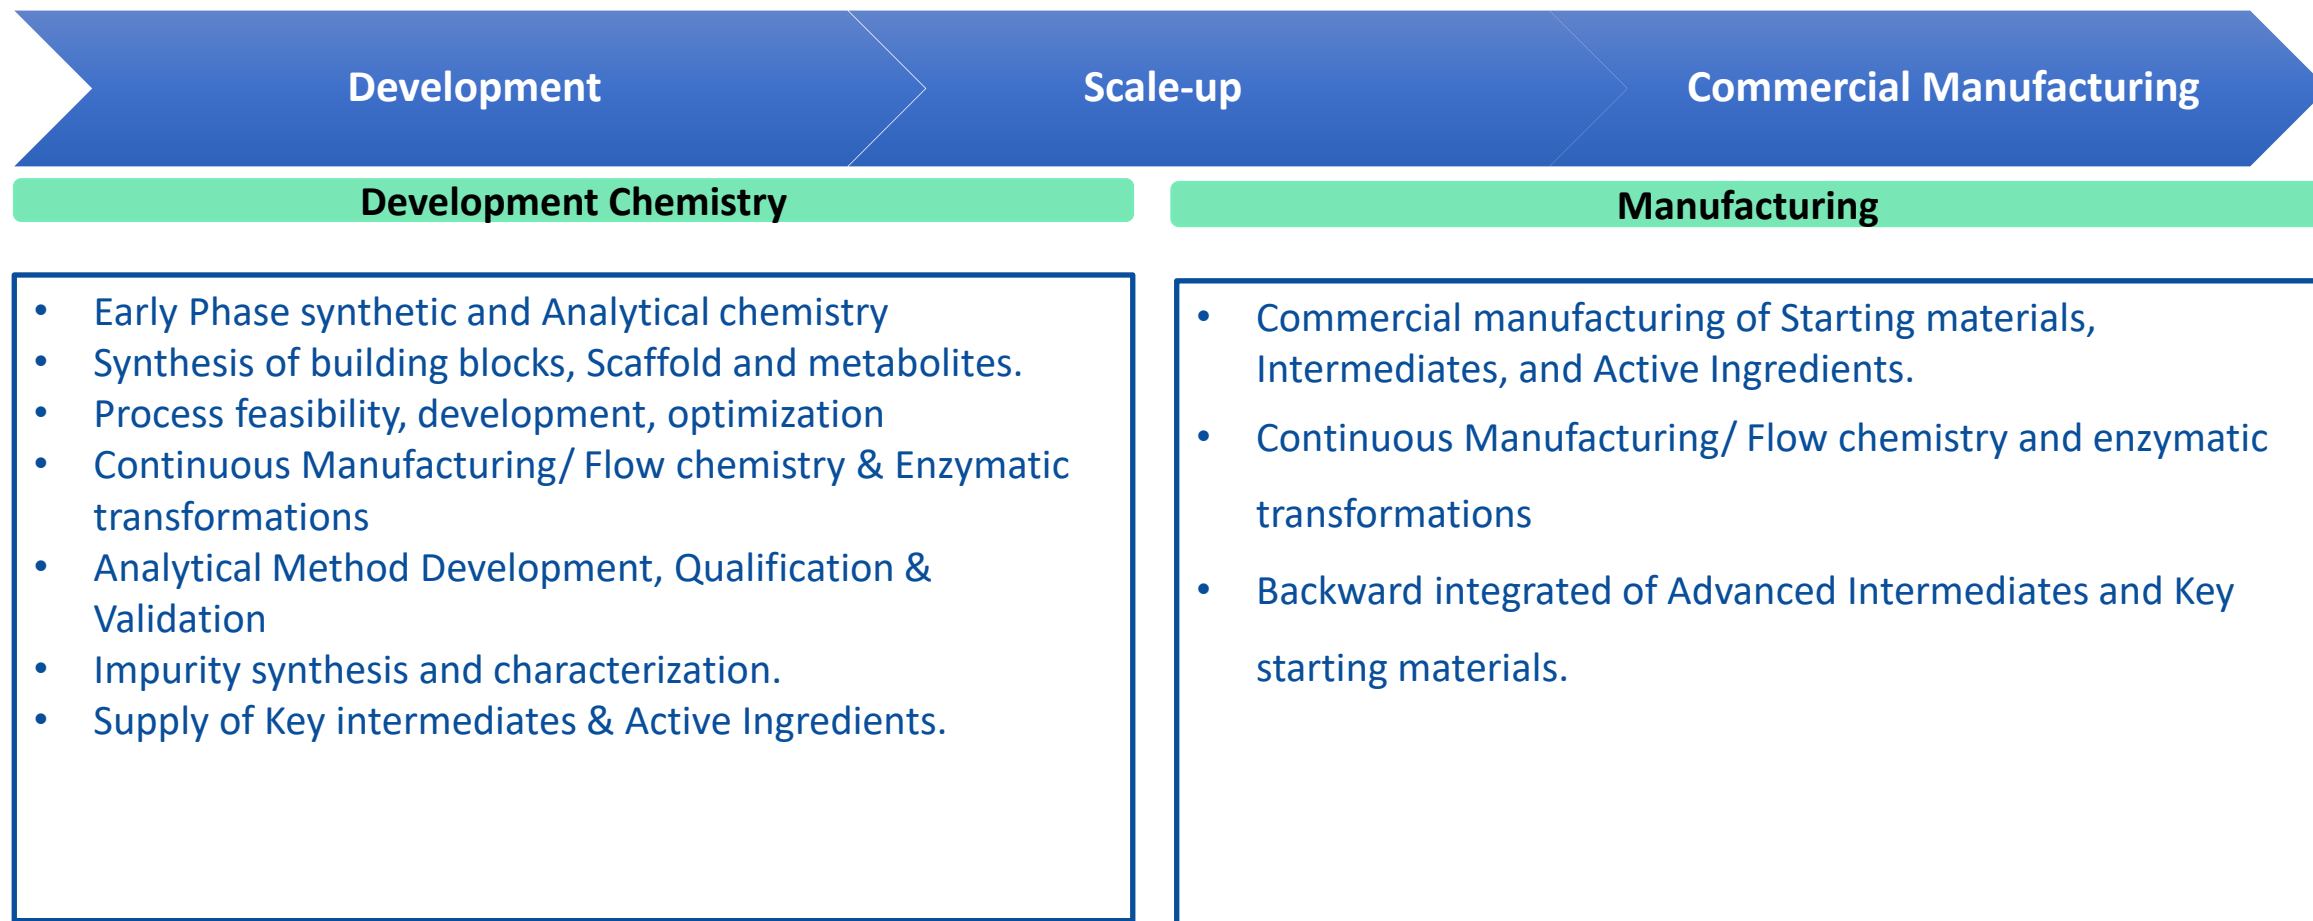 Development
Scale-up
Commercial Manufacturing
Development Chemistry
• Early Phase synthetic and Analytical chemistry
• Synthesis of building blocks, Scaffold and metabolites.
• Process feasibility, development, optimization
• Continuous Manufacturing/ Flow chemistry & Enzymatic
transformations
• Analytical Method Development, Qualification &
Validation
• Impurity synthesis and characterization.
• Supply of Key intermediates & Active Ingredients.
Manufacturing
• Commercial manufacturing of Starting materials,
Intermediates, and Active Ingredients.
• Continuous Manufacturing/ Flow chemistry and enzymatic
transformations
• Backward integrated of Advanced Intermediates and Key
starting materials.